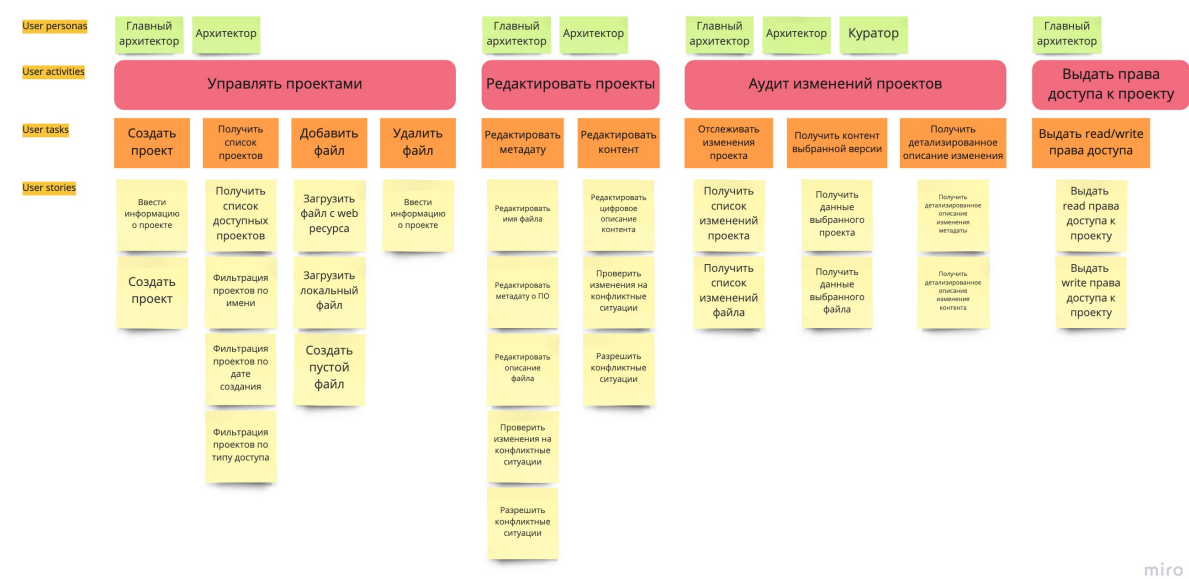 User personas
Главный
архитектор
Архитектор
Главный
архитектор
Архитектор
Главный
архитектор
Архитектор
Куратор
Главный
архитектор
User activities
Управлять проектами
Редактировать проекты
Аудит изменений проектов
Выдать права
доступа к проекту
User tasks
Создать
проект
Получить
список
проектов
Добавить
файл
Удалить
файл
Редактировать
метадату
Редактировать
контент
Отслеживать
изменения
проекта
Получить контент
выбранной версии
Получить
детализированное
описание изменения
Выдать read/write
права доступа
User stories
Ввести
информацию
о проекте
Получить
список
доступных
проектов
Загрузить
файл с web
ресурса
Ввести
информацию
о проекте
Редактировать
имя файла
Редактировать
цифровое
описание
контента
Получить
список
изменений
проекта
Получить
данные
выбранного
проекта
Получить
детализированное
описание
изменения
метадаты
Выдать
read права
доступа к
проекту
Создать
проект
Фильтрация
проектов по
имени
Загрузить
локальный
файл
Редактировать
метадату о ПО
Проверить
изменения на
конфликтные
ситуации
Получить
список
изменений
файла
Получить
данные
выбранного
файла
Получить
детализированное
описание
изменения
контента
Выдать
write права
доступа к
проекту
Фильтрация
проектов по
дате
создания
Создать
пустой
файл
Редактировать
описание
файла
Разрешить
конфликтные
ситуации
Фильтрация
проектов по
типу доступа
Проверить
изменения на
конфликтные
ситуации
Разрешить
конфликтные
ситуации
miro